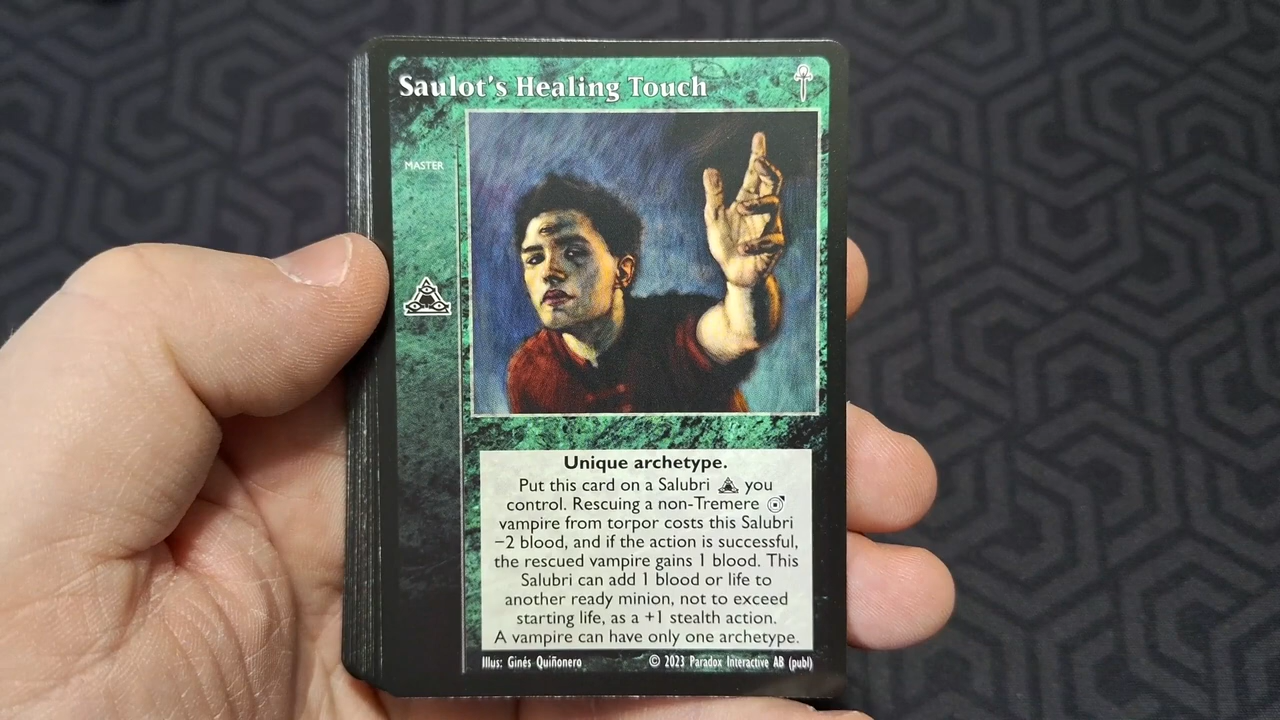 Saulot's Healing Touch
MASTER
Unique archetype.
Put this card on a Salubri you
control. Rescuing a non-Tremere
vampire from torpor costs this Salubri
−2 blood, and if the action is successful,
the rescued vampire gains 1 blood. This
Salubri can add 1 blood or life to
another ready minion, not to exceed
starting life, as a +1 stealth action.
A vampire can have only one archetype.
Illus: Ginés Quiñonero © 2023 Paradox Interactive AB (publ)